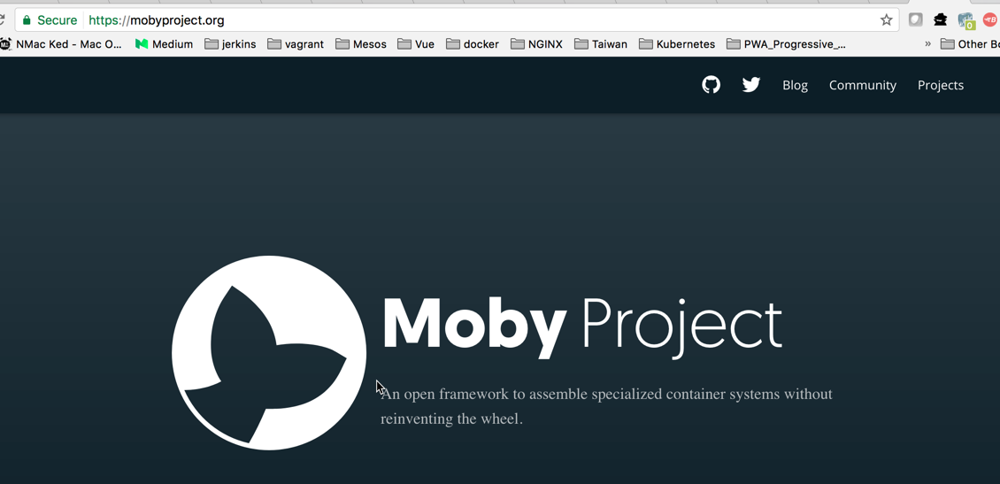 Secure https://mobyproject.org
NMac Ked - Mac O... Medium jerkins vagrant Mesos Vue docker NGINX Taiwan Kubernetes PWA_Progressive_... » Other Bo
0
Blog Community Projects
Moby Project
An open framework to assemble specialized container systems without
reinventing the wheel.